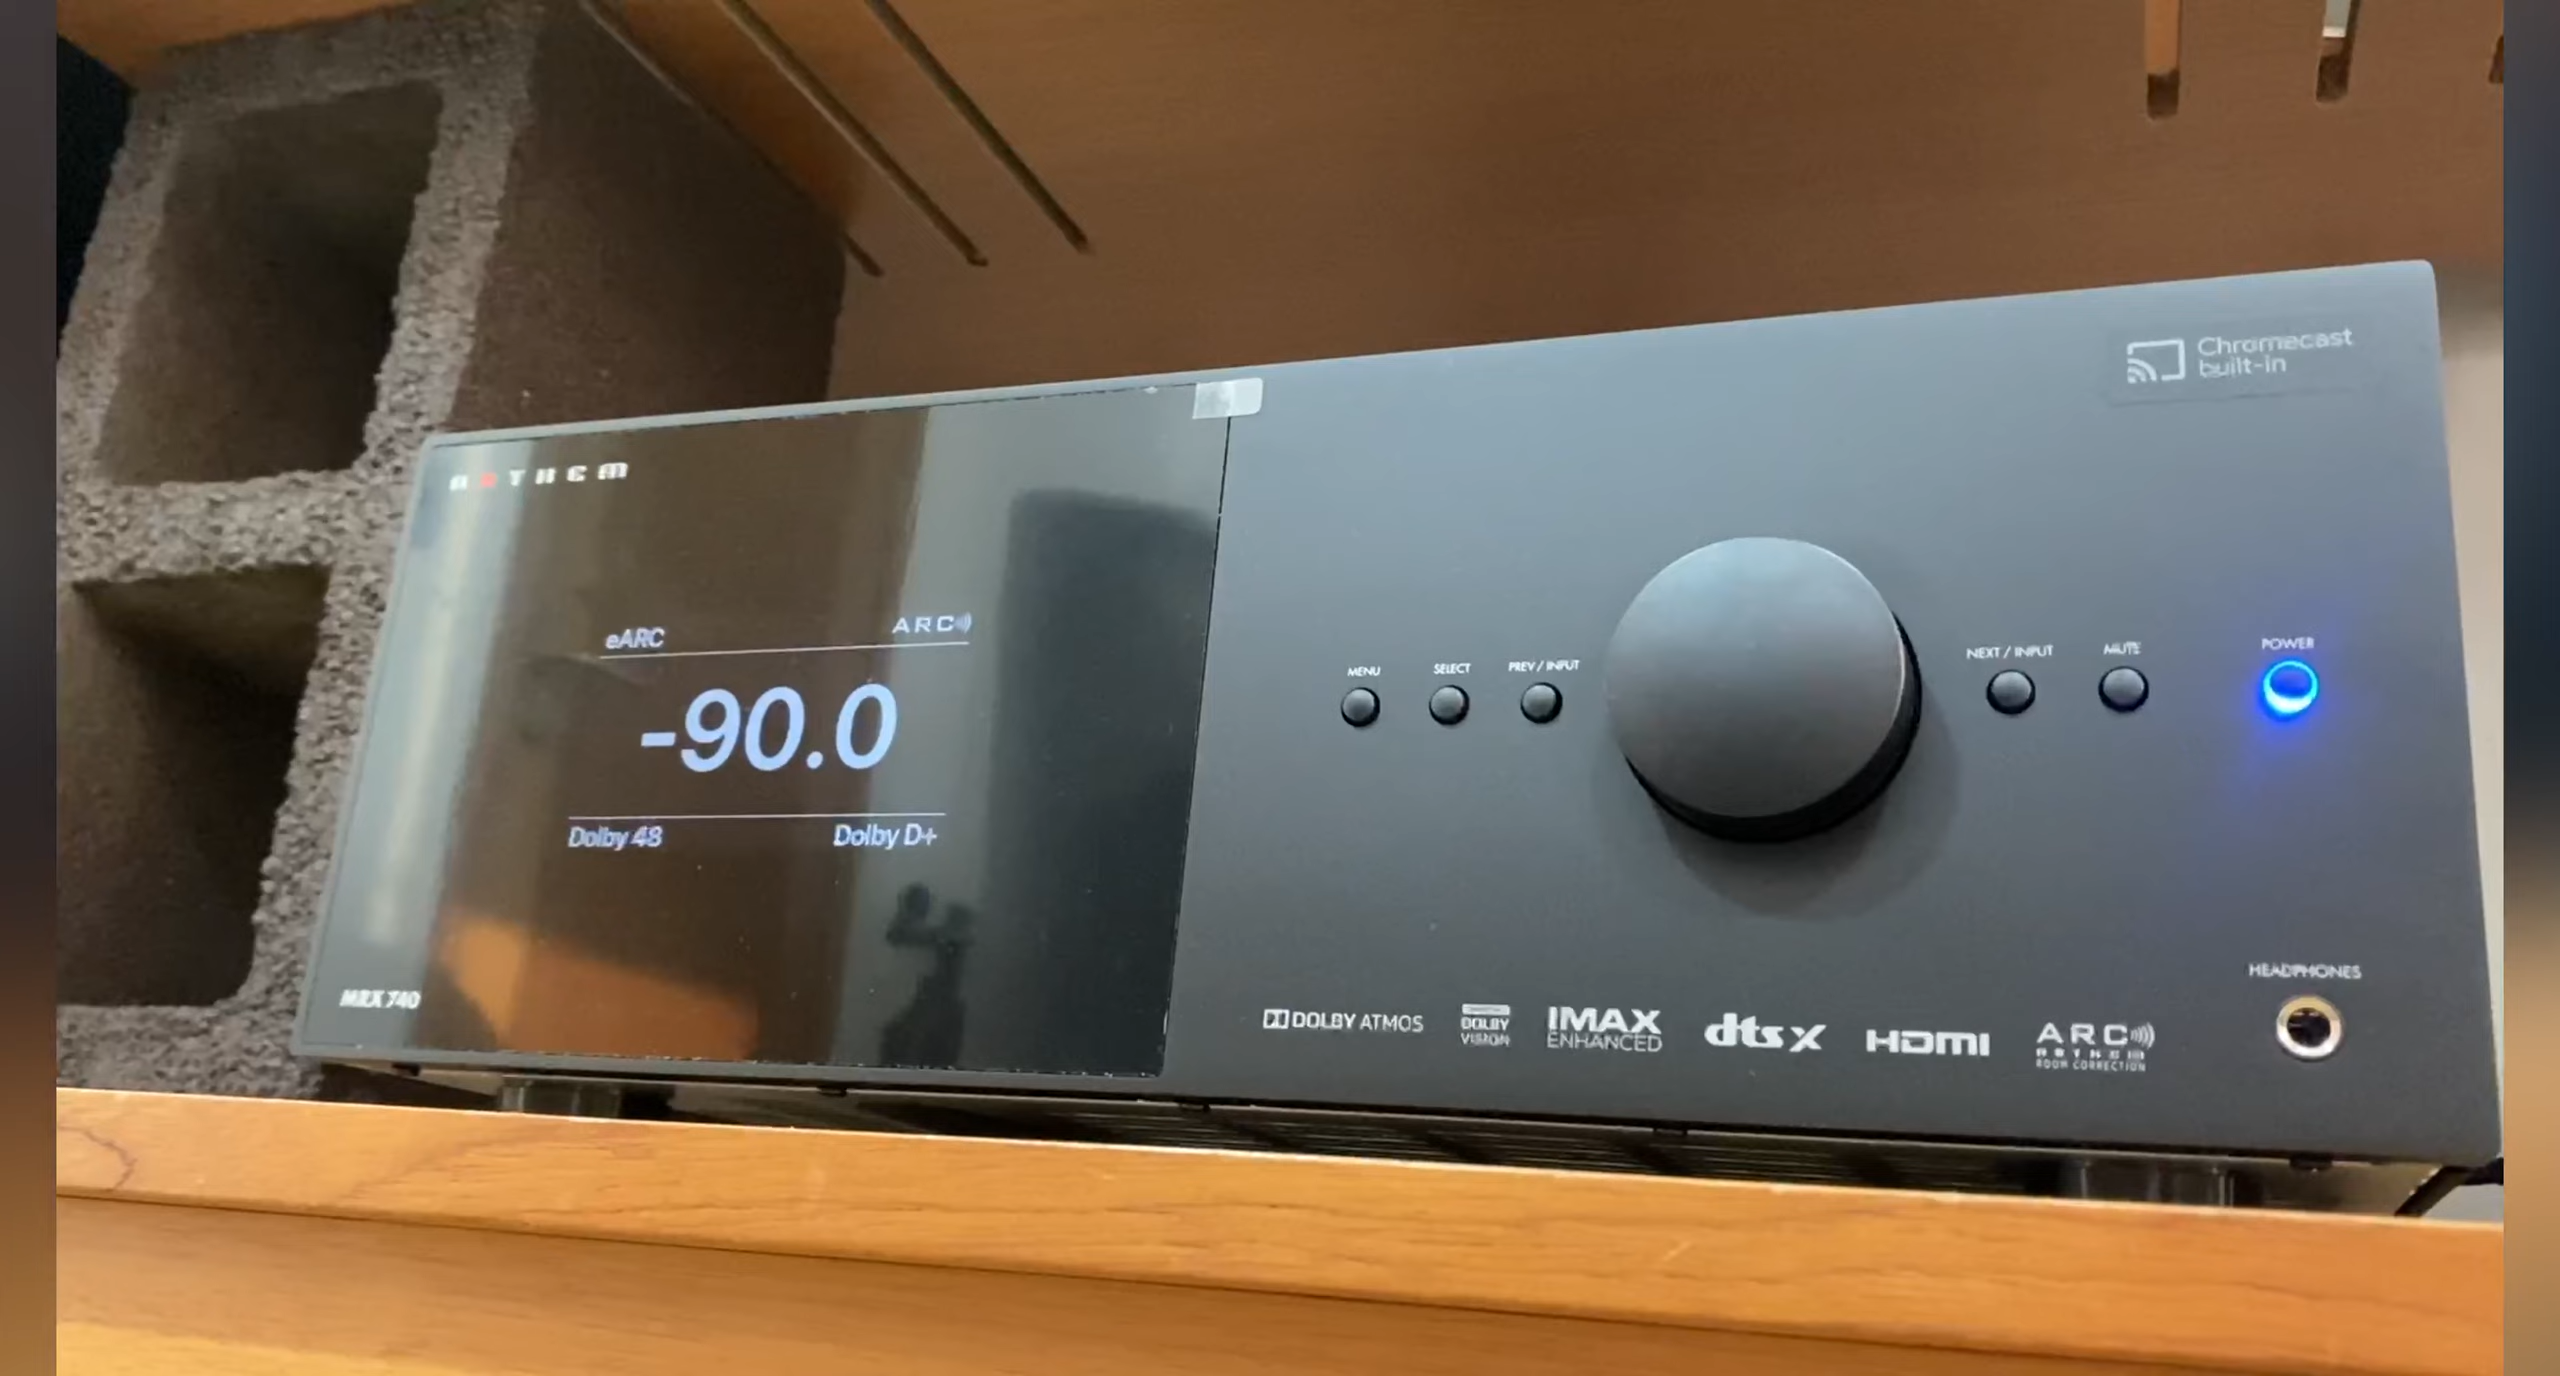 Chromecast
built-in
ANTHEM
eARC
ARC
-90.0
Dolby 48
Dolby D+
MRX 740
MENU
SELECT
PREV / INPUT
NEXT / INPUT
MUTE
POWER
HEADPHONES
DOLBY ATMOS
DOLBY
VISION
IMAX
ENHANCED
dts X
HDMI
ARC
ANTHEM
ROOM CORRECTION